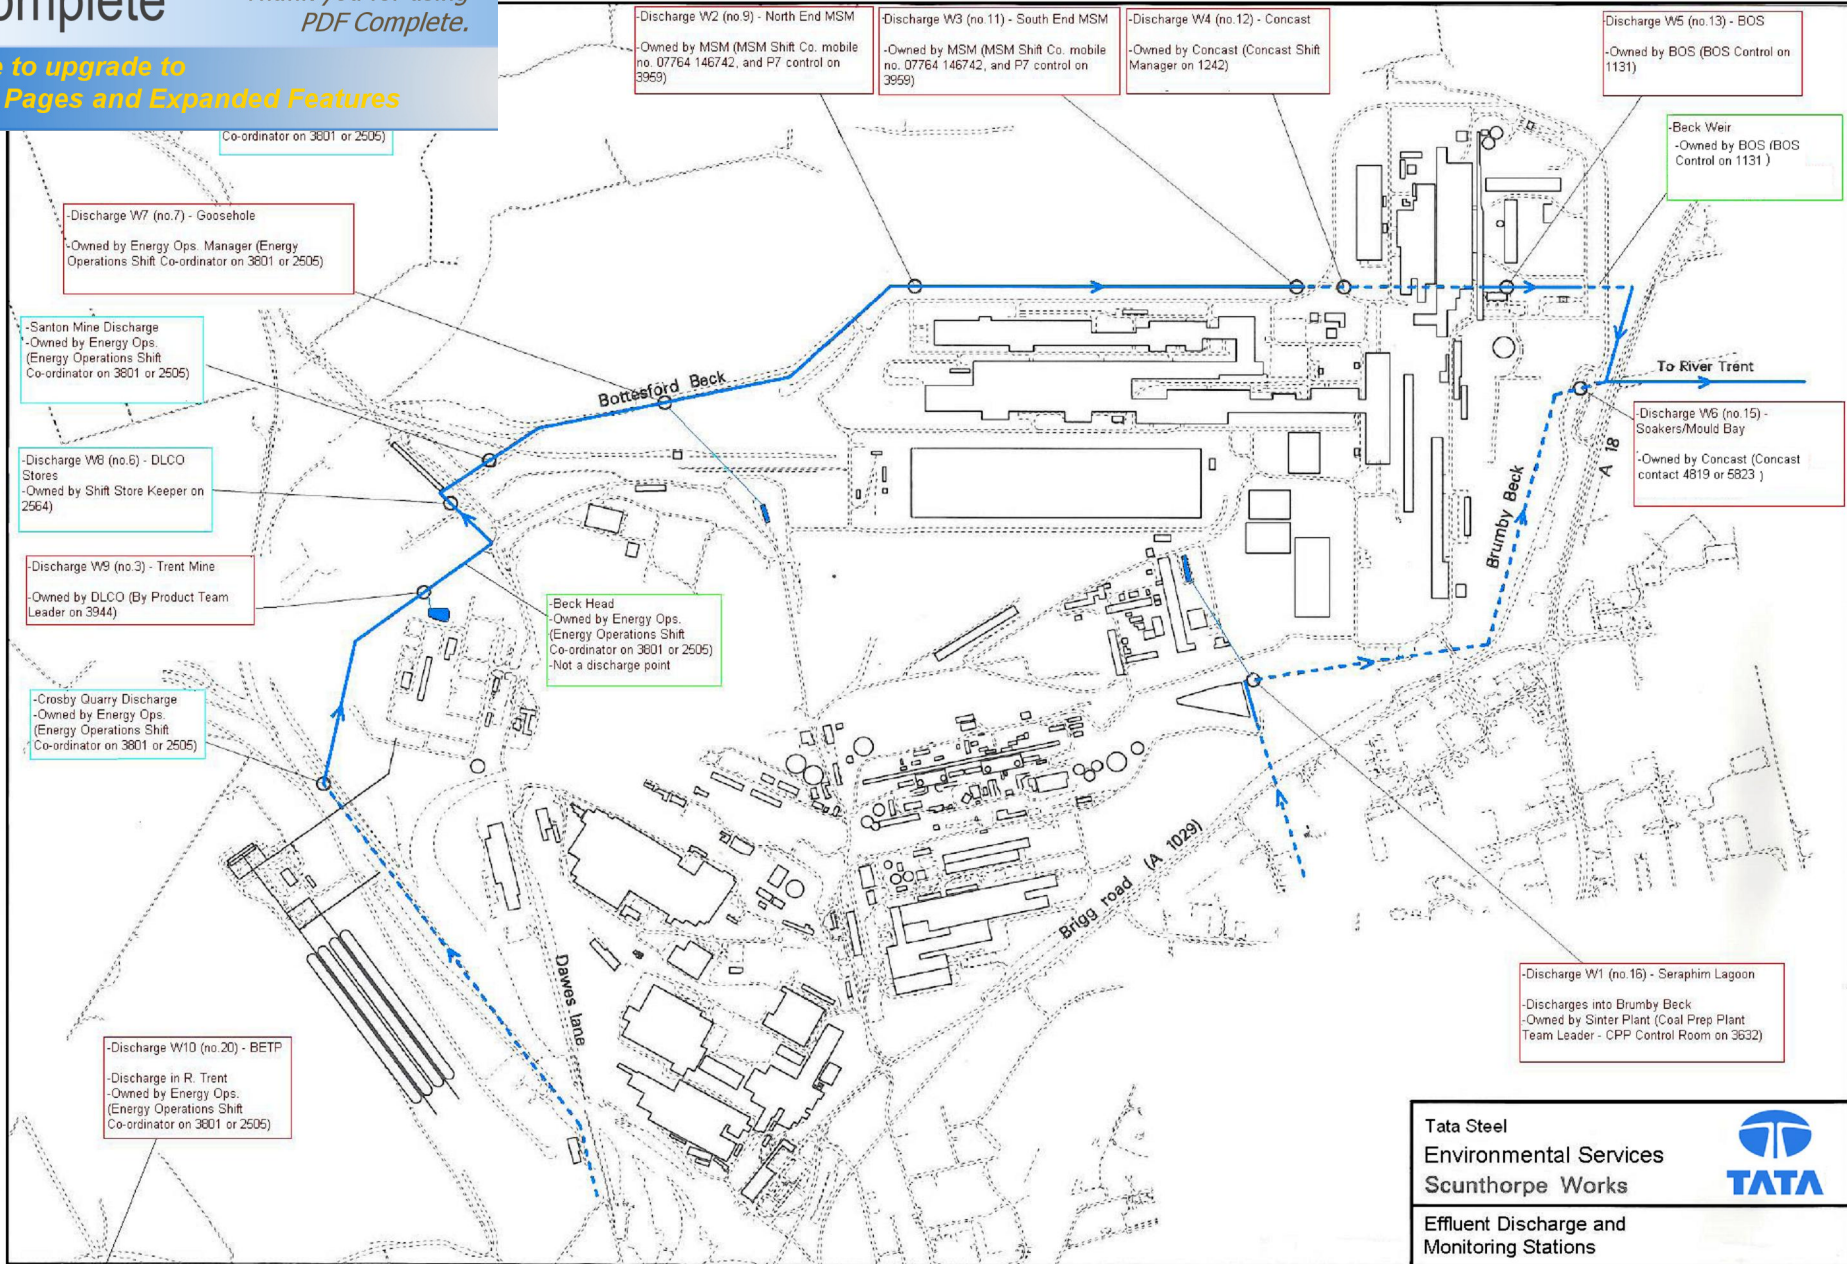 omplete
Thank you for using
PDF Complete.
e to upgrade to
Pages and Expanded Features
Co-ordinator on 3801 or 2505)
-Discharge W2 (no.9) - North End MSM
-Owned by MSM (MSM Shift Co. mobile
no. 07764 146742, and P7 control on
3959)
-Discharge W3 (no.11) - South End MSM
-Owned by MSM (MSM Shift Co. mobile
no. 07764 146742, and P7 control on
3959)
-Discharge W4 (no.12) - Concast
-Owned by Concast (Concast Shift
Manager on 1242)
-Discharge W5 (no.13) - BOS
-Owned by BOS (BOS Control on
1131)
-Beck Weir
-Owned by BOS (BOS
Control on 1131 )
-Discharge W7 (no.7) - Goosehole
-Owned by Energy Ops. Manager (Energy
Operations Shift Co-ordinator on 3801 or 2505)
-Santon Mine Discharge
-Owned by Energy Ops.
(Energy Operations Shift
Co-ordinator on 3801 or 2505)
Bottesford Beck
To River Trent
-Discharge W6 (no.15) -
Soakers/Mould Bay
-Owned by Concast (Concast
contact 4819 or 5823 )
A 18
Brumby Beck
-Discharge W8 (no.6) - DLCO
Stores
-Owned by Shift Store Keeper on
2564)
-Discharge W9 (no.3) - Trent Mine
-Owned by DLCO (By Product Team
Leader on 3944)
-Beck Head
-Owned by Energy Ops.
(Energy Operations Shift
Co-ordinator on 3801 or 2505)
-Not a discharge point
-Crosby Quarry Discharge
-Owned by Energy Ops.
(Energy Operations Shift
Co-ordinator on 3801 or 2505)
Brigg road (A 1029)
Dawes lane
-Discharge W1 (no.16) - Seraphim Lagoon
-Discharges into Brumby Beck
-Owned by Sinter Plant (Coal Prep Plant
Team Leader - CPP Control Room on 3632)
-Discharge W10 (no.20) - BETP
-Discharge in R. Trent
-Owned by Energy Ops.
(Energy Operations Shift
Co-ordinator on 3801 or 2505)
Tata Steel
Environmental Services
Scunthorpe Works
TATA
Effluent Discharge and
Monitoring Stations